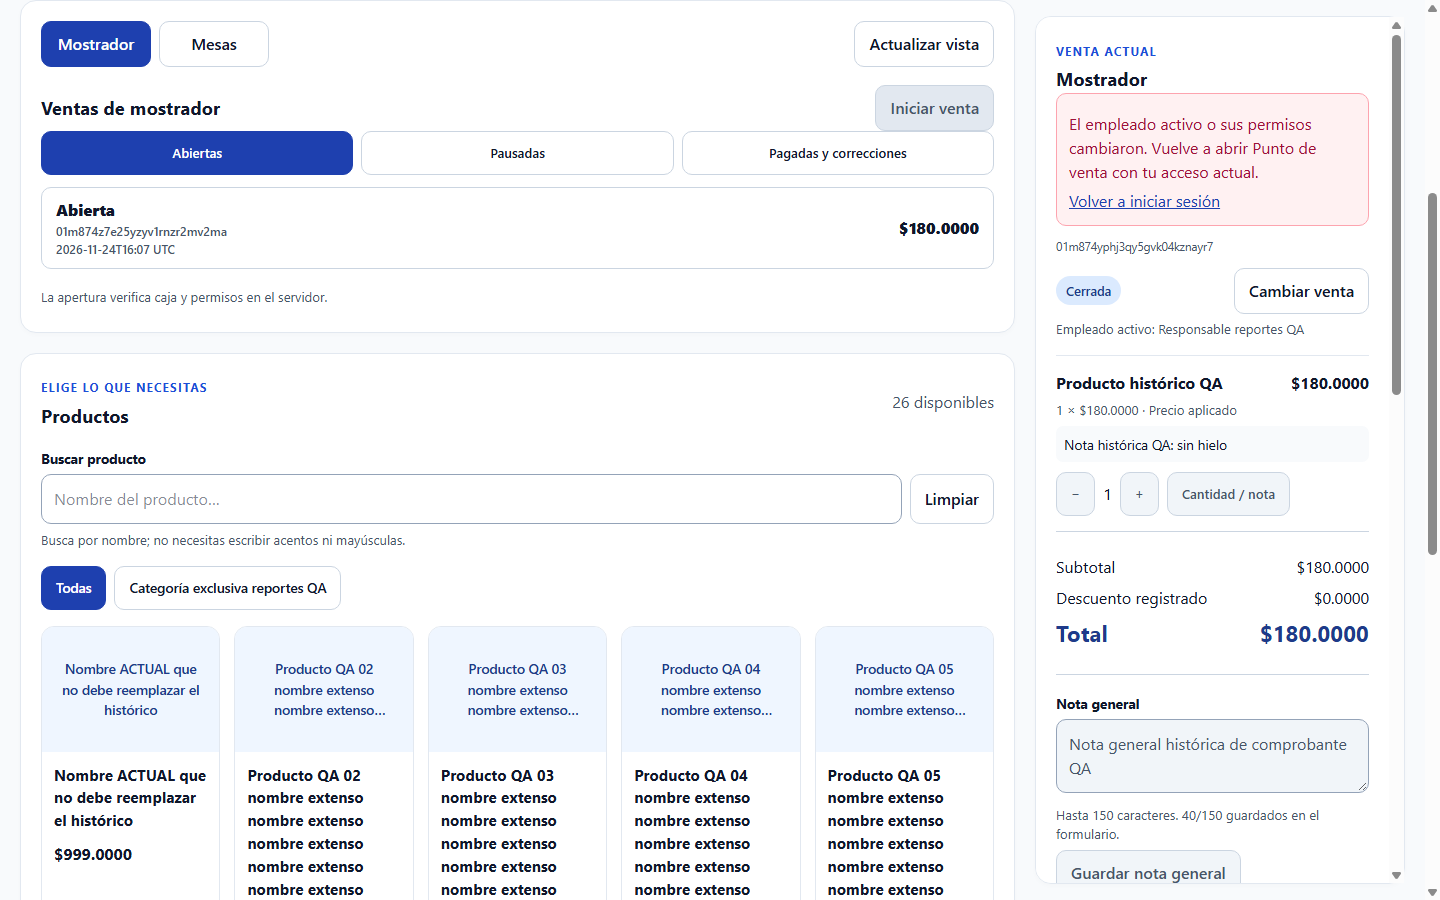 Mostrador
Mesas
Actualizar vista
Ventas de mostrador
Iniciar venta
Abiertas
Pausadas
Pagadas y correcciones
Abierta
01m874z7e25yzyv1rnzr2mv2ma
2026-11-24T16:07 UTC
$180.0000
La apertura verifica caja y permisos en el servidor.
ELIGE LO QUE NECESITAS
Productos
26 disponibles
Buscar producto
Nombre del producto...
Limpiar
Busca por nombre; no necesitas escribir acentos ni mayúsculas.
Todas
Categoría exclusiva reportes QA
Nombre ACTUAL que
no debe reemplazar el
histórico
Nombre ACTUAL que
no debe reemplazar
el histórico
$999.0000
Producto QA 02
nombre extenso
nombre extenso...
Producto QA 02
nombre extenso
nombre extenso
nombre extenso
nombre extenso
nombre extenso
Producto QA 03
nombre extenso
nombre extenso...
Producto QA 03
nombre extenso
nombre extenso
nombre extenso
nombre extenso
nombre extenso
Producto QA 04
nombre extenso
nombre extenso...
Producto QA 04
nombre extenso
nombre extenso
nombre extenso
nombre extenso
nombre extenso
Producto QA 05
nombre extenso
nombre extenso...
Producto QA 05
nombre extenso
nombre extenso
nombre extenso
nombre extenso
nombre extenso
VENTA ACTUAL
Mostrador
El empleado activo o sus permisos
cambiaron. Vuelve a abrir Punto de
venta con tu acceso actual.
Volver a iniciar sesión
01m874yphj3qy5gvk04kznayr7
Cerrada
Cambiar venta
Empleado activo: Responsable reportes QA
Producto histórico QA
$180.0000
1 × $180.0000 · Precio aplicado
Nota histórica QA: sin hielo
− 1 +
Cantidad / nota
Subtotal
$180.0000
Descuento registrado
$0.0000
Total
$180.0000
Nota general
Nota general histórica de comprobante
QA
Hasta 150 caracteres. 40/150 guardados en el
formulario.
Guardar nota general